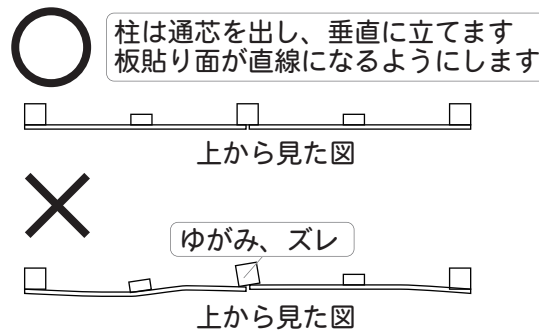 柱は通芯を出し、垂直に立てます
板貼り面が直線になるようにします
上から見た図
ゆがみ、ズレ
上から見た図